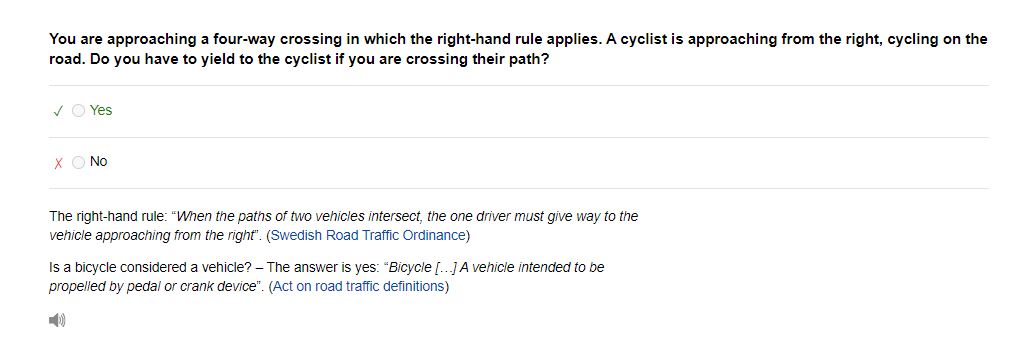 You are approaching a four-way crossing in which the right-hand rule applies. A cyclist is approaching from the right, cycling on the
road. Do you have to yield to the cyclist if you are crossing their path?
✓ Yes
✗ No
The right-hand rule: “When the paths of two vehicles intersect, the one driver must give way to the
vehicle approaching from the right”. (Swedish Road Traffic Ordinance)
Is a bicycle considered a vehicle? – The answer is yes: “Bicycle […] A vehicle intended to be
propelled by pedal or crank device”. (Act on road traffic definitions)